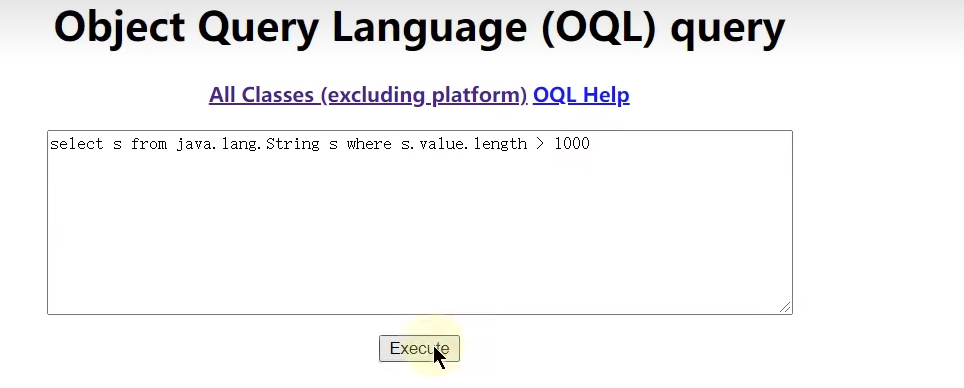 Object Query Language (OQL) query
All Classes (excluding platform) OQL Help
select s from java.lang.String s where s.value.length > 1000
Execute